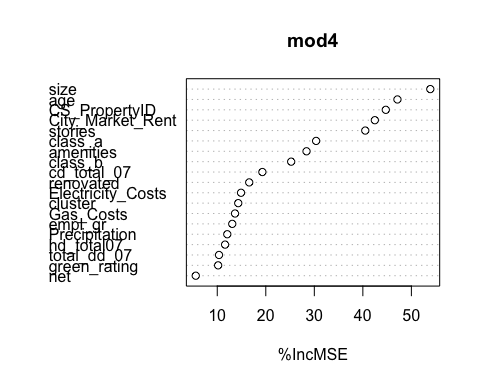 mod4
size
age
CS_PropertyID
City_Market_Rent
stories
class_a
amenities
class_b
cd_total_07
renovated
Electricity_Costs
cluster
Gas_Costs
empl_gr
Precipitation
hd_total07
total_dd_07
green_rating
net
10 20 30 40 50
%IncMSE